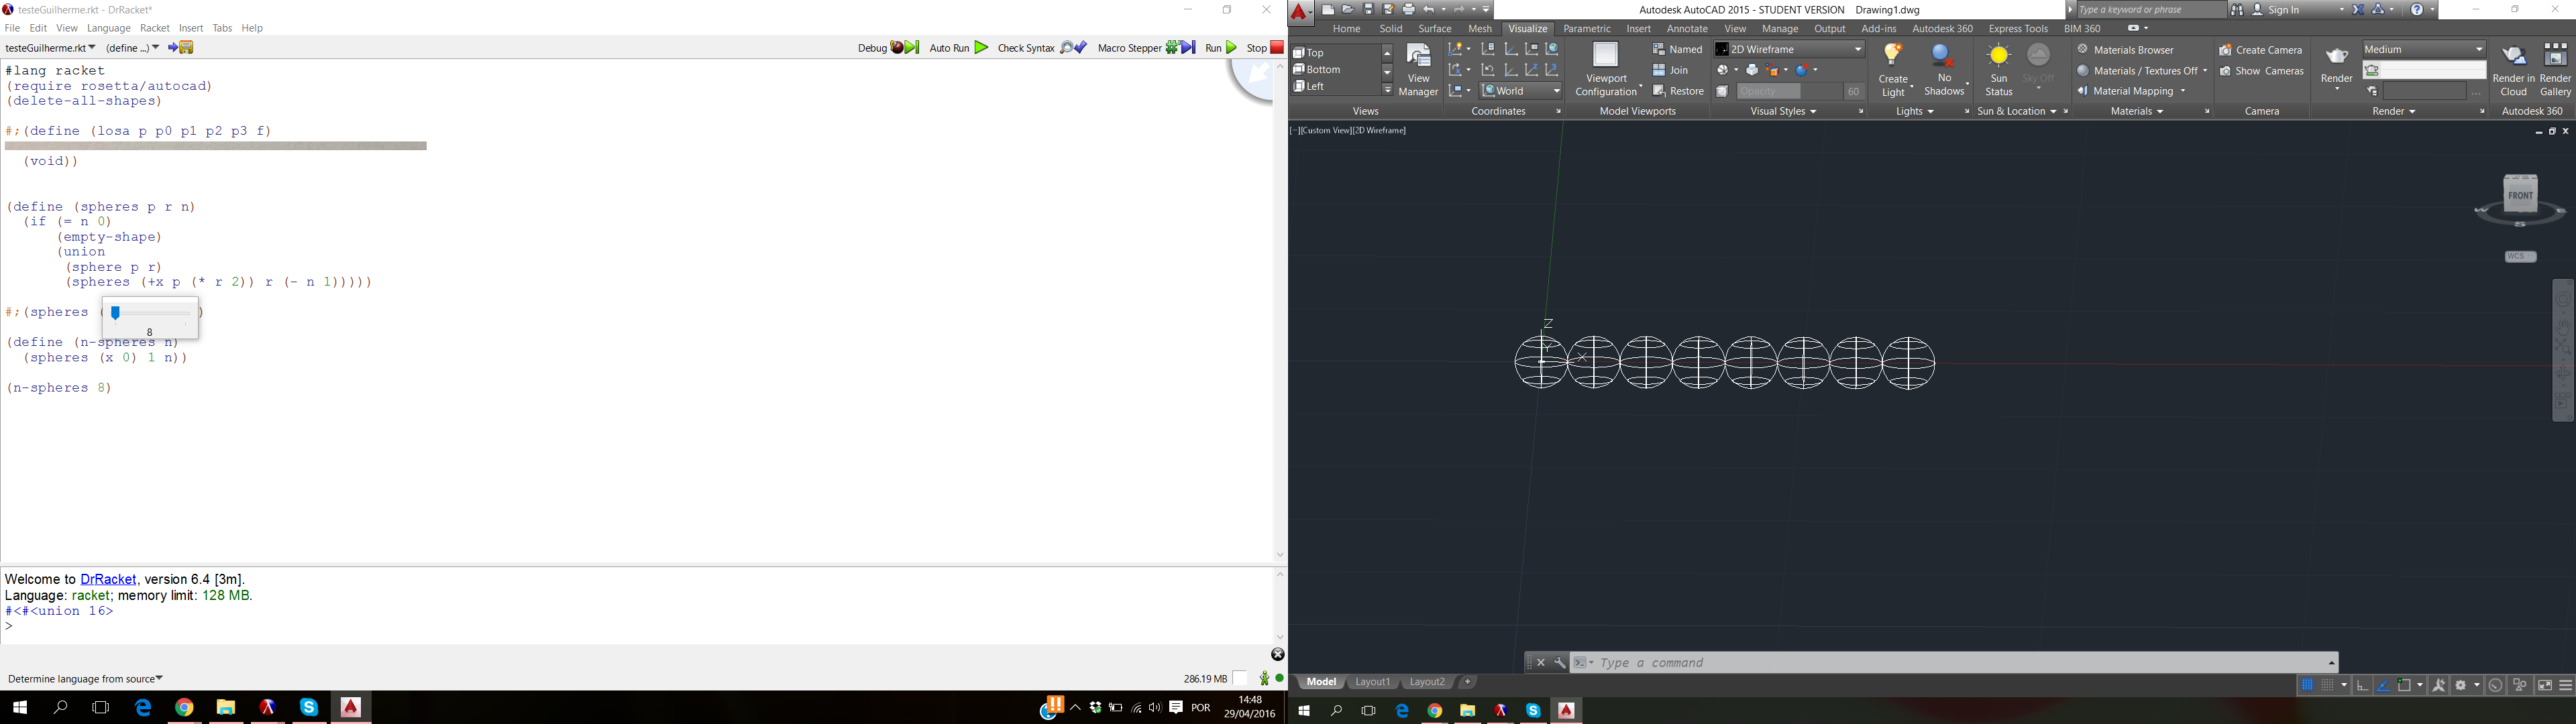 testeGuilherme.rkt - DrRacket*
File Edit View Language Racket Insert Tabs Help
testeGuilherme.rkt (define ...) Debug Auto Run Check Syntax Macro Stepper Run Stop
#lang racket
(require rosetta/autocad)
(delete-all-shapes)
#;(define (losa p p0 p1 p2 p3 f)
(void))
(define (spheres p r n)
(if (= n 0)
(empty-shape)
(union
(sphere p r)
(spheres (+x p (* r 2)) r (- n 1)))))
#;(spheres ( )
8
(define (n-spheres n)
(spheres (x 0) 1 n))
(n-spheres 8)
Welcome to DrRacket, version 6.4 [3m].
Language: racket; memory limit: 128 MB.
#<#<union 16>
>
Determine language from source 286.19 MB
POR 14:48
29/04/2016
Autodesk AutoCAD 2015 - STUDENT VERSION Drawing1.dwg Type a keyword or phrase Sign In
Home Solid Surface Mesh Visualize Parametric Insert Annotate View Manage Output Add-ins Autodesk 360 Express Tools BIM 360
Top
Bottom
Left
View
Manager
Views
World
Coordinates
Viewport
Configuration
Named
Join
Restore
Model Viewports
2D Wireframe
Opacity 60
Visual Styles
Create
Light
No
Shadows
Lights
Sun
Status
Sky Off
Sun & Location
Materials Browser
Materials / Textures Off
Material Mapping
Materials
Create Camera
Show Cameras
Camera
Render
Medium
Render
Render in
Cloud
Render
Gallery
Autodesk 360
[−][Custom View][2D Wireframe]
FRONT
W E
S
WCS
Z
Y
X
Type a command
Model Layout1 Layout2 +